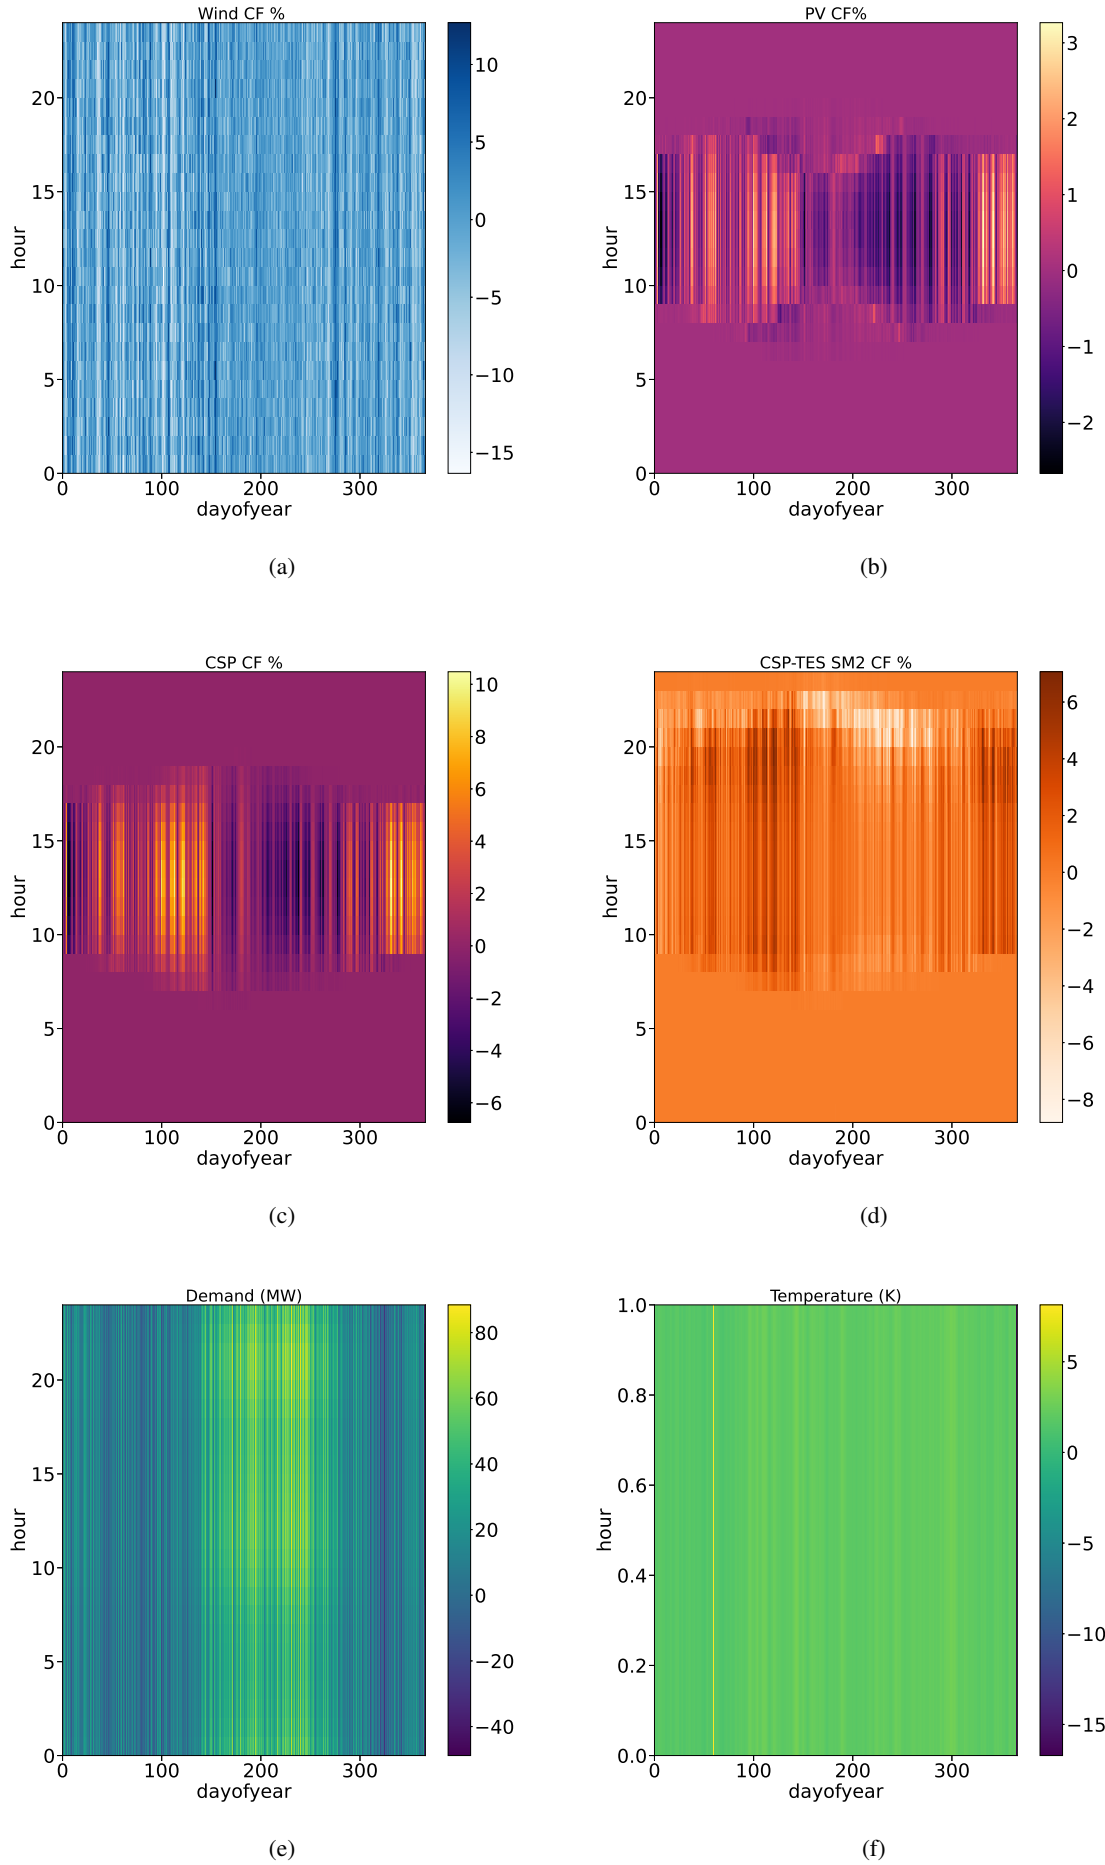 Wind CF %
20
15
10
5
0
hour
0 100 200 300
dayofyear
10
5
0
−5
−10
−15
(a)
PV CF%
20
15
10
5
0
hour
0 100 200 300
dayofyear
3
2
1
0
−1
−2
(b)
CSP CF %
20
15
10
5
0
hour
0 100 200 300
dayofyear
10
8
6
4
2
0
−2
−4
−6
(c)
CSP-TES SM2 CF %
20
15
10
5
0
hour
0 100 200 300
dayofyear
6
4
2
0
−2
−4
−6
−8
(d)
Demand (MW)
20
15
10
5
0
hour
0 100 200 300
dayofyear
80
60
40
20
0
−20
−40
(e)
Temperature (K)
1.0
0.8
0.6
0.4
0.2
0.0
hour
0 100 200 300
dayofyear
5
0
−5
−10
−15
(f)